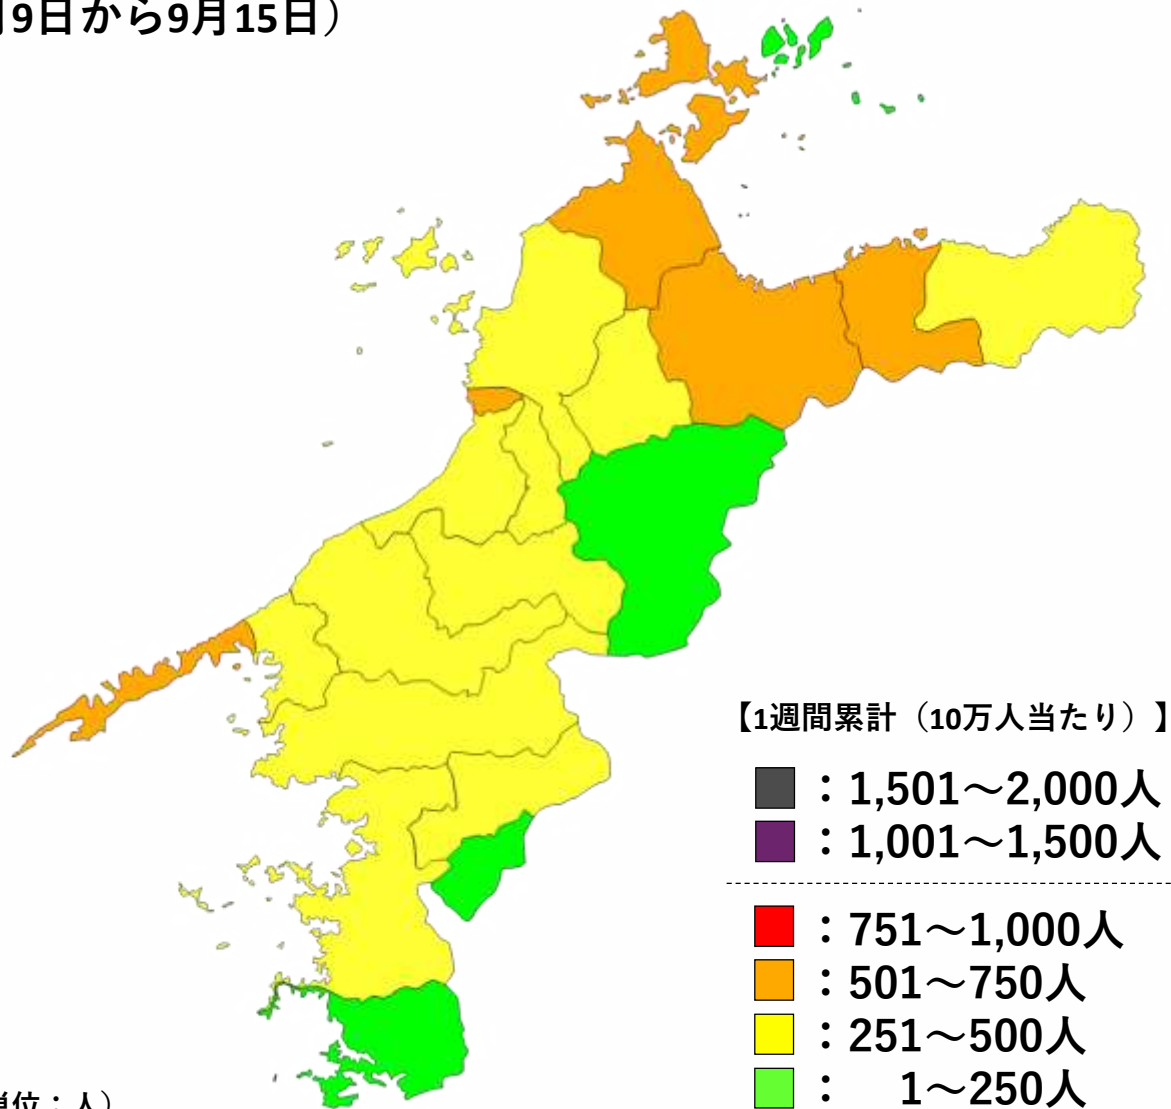 9日から9月15日）
【1週間累計（10万人当たり）】
：1,501～2,000人
：1,001～1,500人
：751～1,000人
：501～750人
：251～500人
：　1～250人
単位：人）